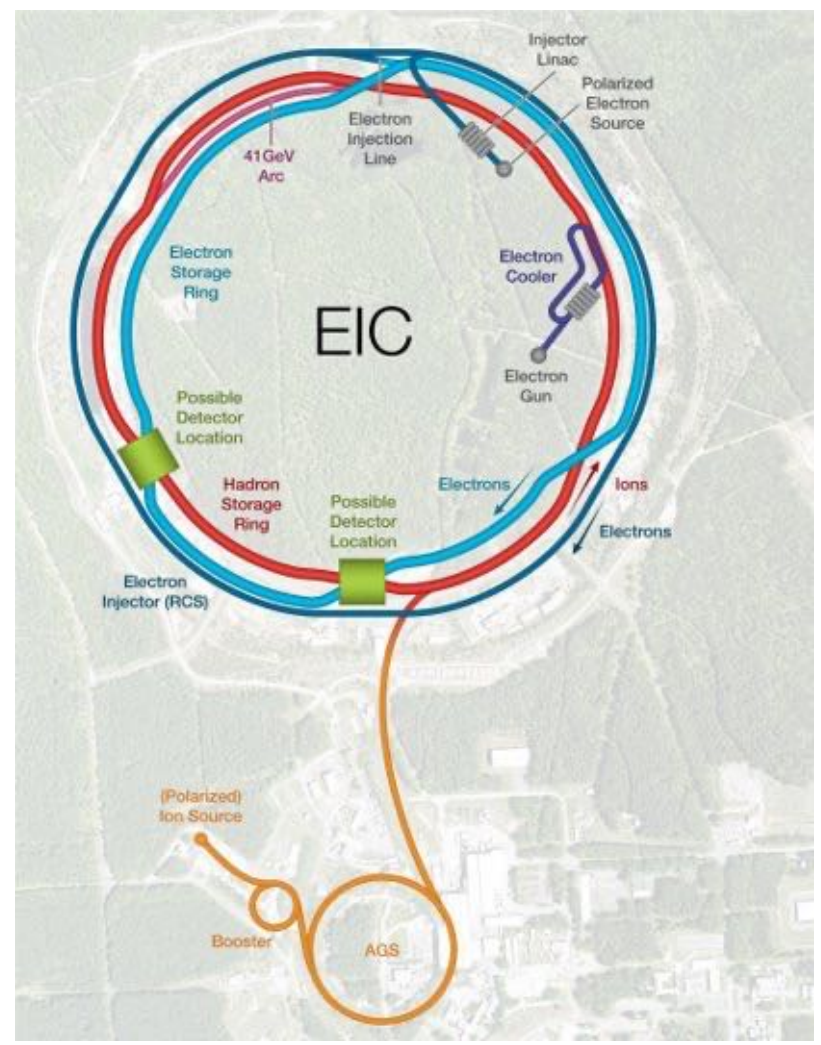 Injector
Linac
Polarized
Electron
Source
Electron
Injection
Line
41GeV
Arc
Electron
Storage
Ring
Electron
Cooler
EIC
Electron
Gun
Possible
Detector
Location
Hadron
Storage
Ring
Possible
Detector
Location
Electrons
Ions
Electrons
Electron
Injector (RCS)
(Polarized)
Ion Source
Booster
AGS